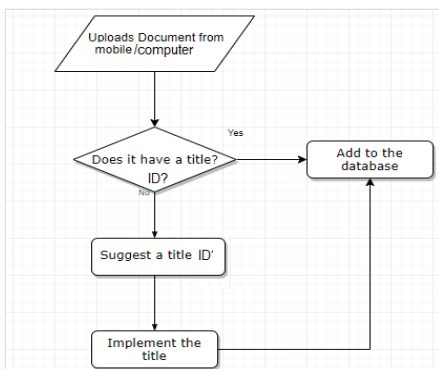 Uploads Document from
mobile/computer
Yes
Does it have a title?
ID?
Add to the
database
No
Suggest a title ID'
Implement the
title